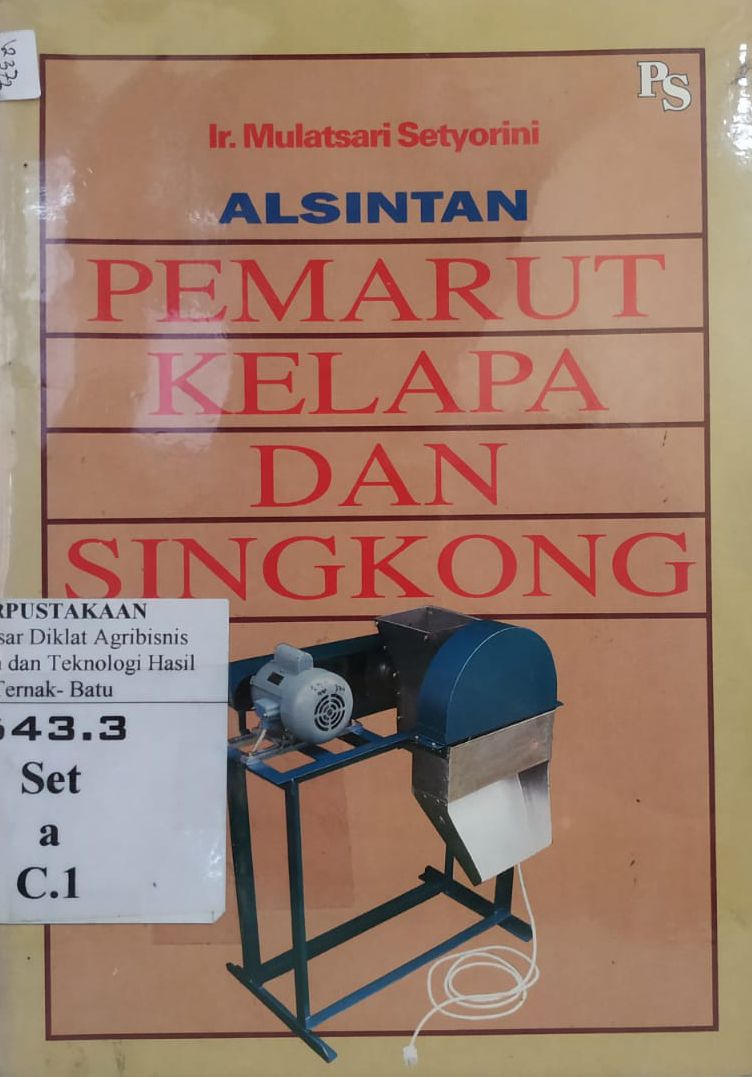 PS
Ir. Mulatsari Setyorini
ALSINTAN
PEMARUT
KELAPA
DAN
SINGKONG
RPUSTAKAAN
sar Diklat Agribisnis
dan Teknologi Hasil
Ternak- Batu
643.3
Set
a
C.1